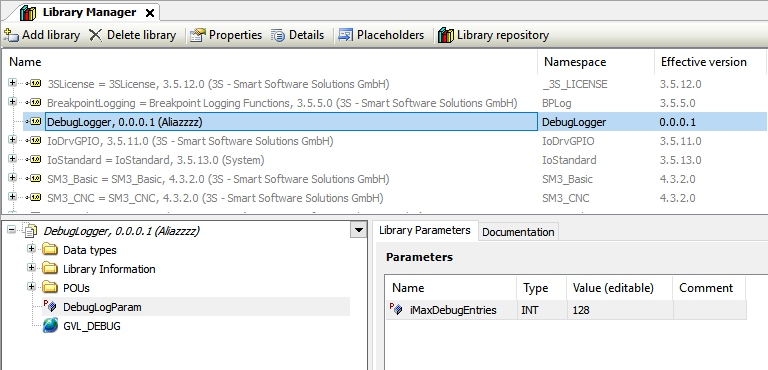 Library Manager
Add library Delete library Properties Details Placeholders Library repository
Name Namespace Effective version
3SLicense = 3SLicense, 3.5.12.0 (3S - Smart Software Solutions GmbH) _3S_LICENSE 3.5.12.0
BreakpointLogging = Breakpoint Logging Functions, 3.5.5.0 (3S - Smart Software Solutions GmbH) BPLog 3.5.5.0
DebugLogger, 0.0.0.1 (Aliazzzz) DebugLogger 0.0.0.1
IoDrvGPIO, 3.5.11.0 (3S - Smart Software Solutions GmbH) IoDrvGPIO 3.5.11.0
IoStandard = IoStandard, 3.5.13.0 (System) IoStandard 3.5.13.0
SM3_Basic = SM3_Basic, 4.3.2.0 (3S - Smart Software Solutions GmbH) SM3_Basic 4.3.2.0
SM3_CNC = SM3_CNC, 4.3.2.0 (3S - Smart Software Solutions GmbH) SM3_CNC 4.3.2.0
DebugLogger, 0.0.0.1 (Aliazzzz)
Data types
Library Information
POUs
DebugLogParam
GVL_DEBUG
Library Parameters Documentation
Parameters
Name Type Value (editable) Comment
iMaxDebugEntries INT 128